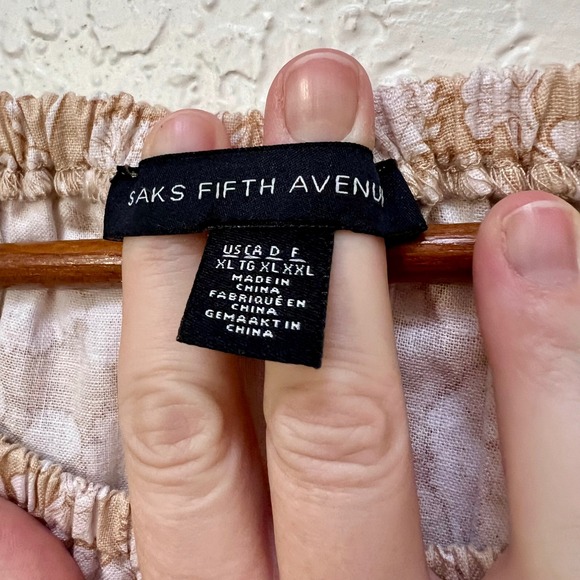 SAKS FIFTH AVENU
US CA D F
XL TG XL XXL
MADE IN
CHINA
FABRIQUÉ EN
CHINA
GEMAAKT IN
CHINA